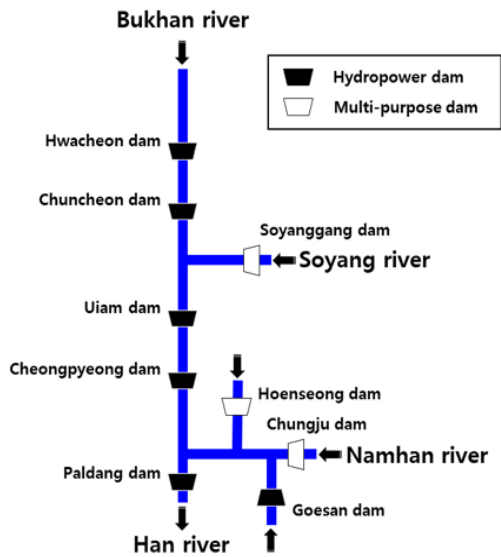 Bukhan river
Hydropower dam
Multi-purpose dam
Hwacheon dam
Chuncheon dam
Soyanggang dam
Soyang river
Uiam dam
Cheongpyeong dam
Hoenseong dam
Chungju dam
Namhan river
Paldang dam
Goesan dam
Han river